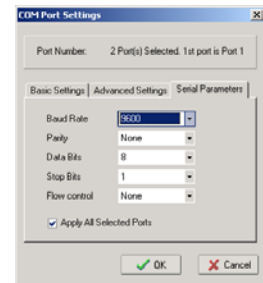 COM Port Settings
Port Number: 2 Port(s) Selected. 1st port is Port 1
Basic Settings Advanced Settings Serial Parameters
Baud Rate 9600
Parity None
Data Bits 8
Stop Bits 1
Flow control None
Apply All Selected Ports
OK Cancel